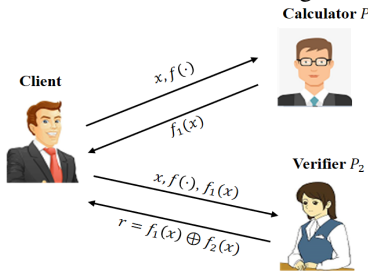 Calculator P
Client
x, f(·)
f₁(x)
Verifier P₂
x, f(·), f₁(x)
r = f₁(x) ⊕ f₂(x)